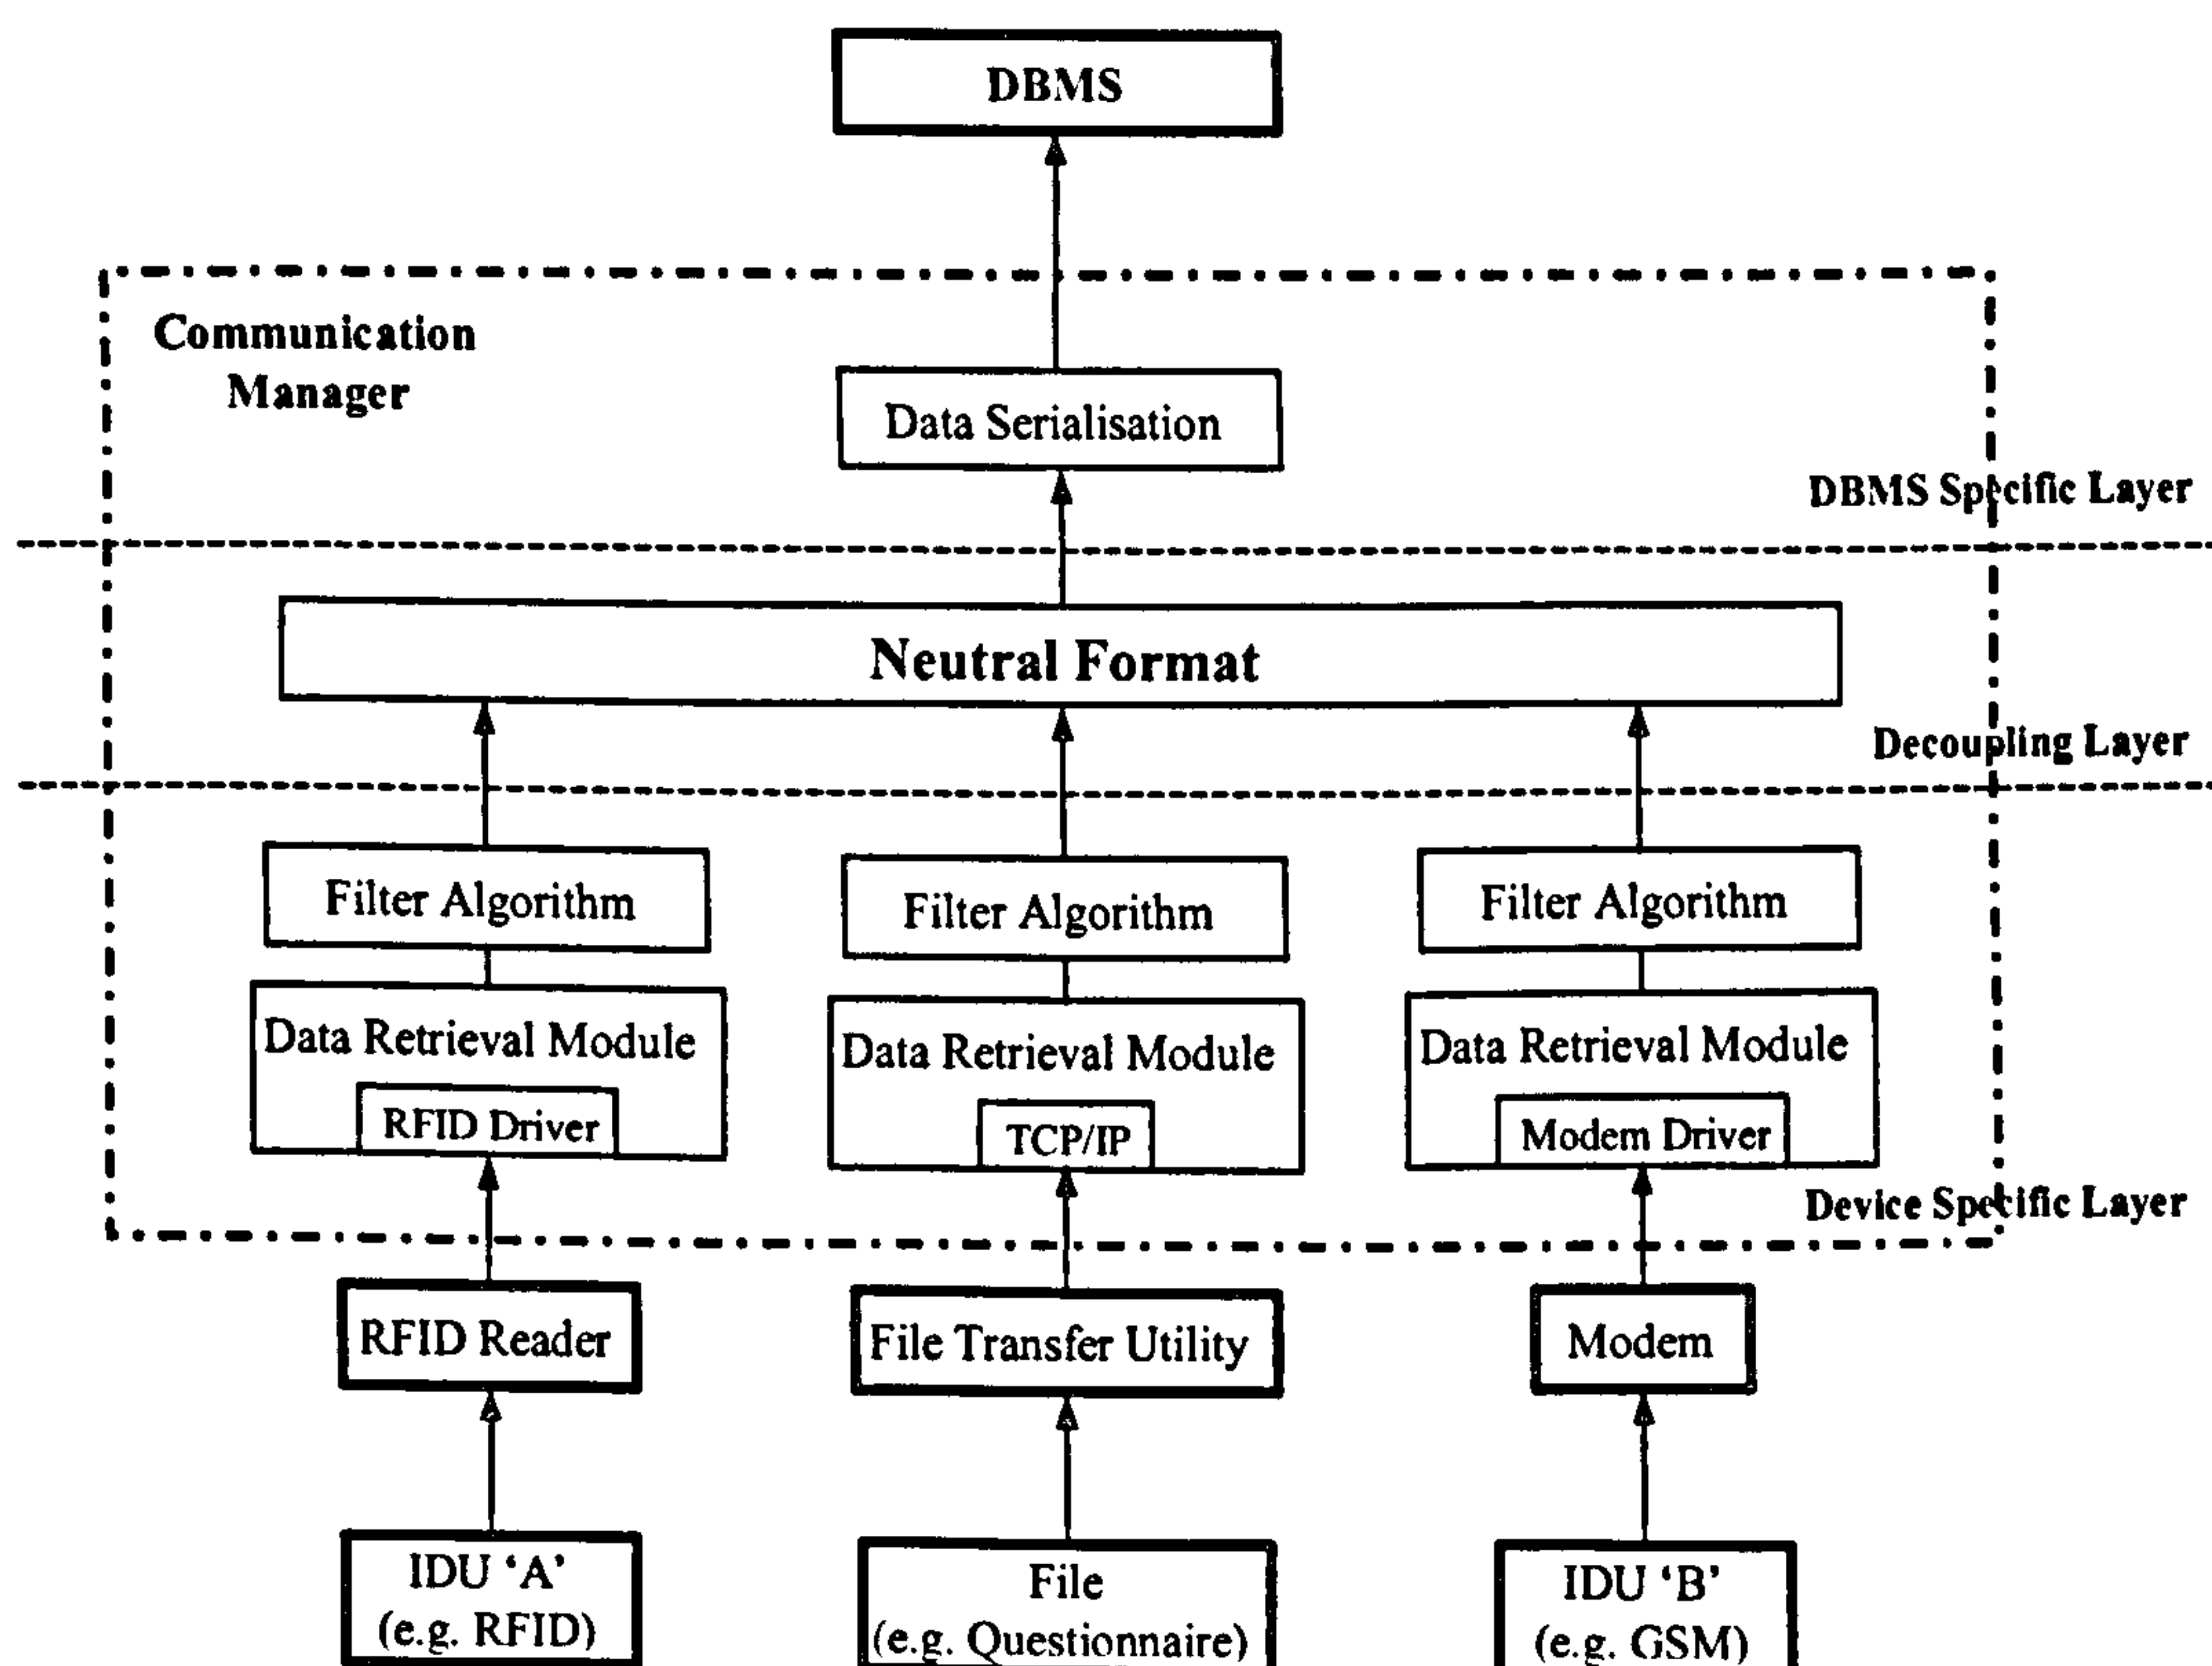 DBMS
Communication
Manager
Data Serialisation
DBMS Specific Layer
Neutral Format
Decoupling Layer
Filter Algorithm
Filter Algorithm
Filter Algorithm
Data Retrieval Module
Data Retrieval Module
Data Retrieval Module
RFID Driver
TCP/IP
Modem Driver
Device Specific Layer
RFID Reader
File Transfer Utility
Modem
IDU ‘A’
(e.g. RFID)
File
(e.g. Questionnaire)
IDU ‘B’
(e.g. GSM)